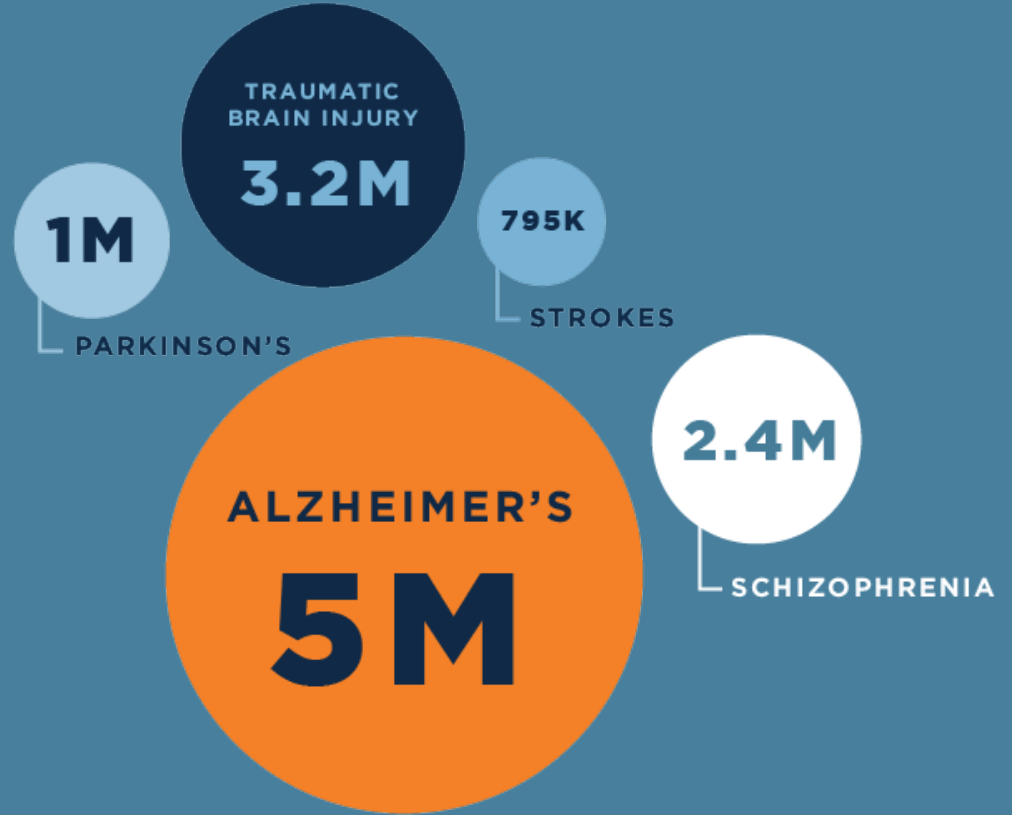 TRAUMATIC
BRAIN INJURY
3.2M
1M
PARKINSON’S
795K
STROKES
ALZHEIMER’S
5M
2.4M
SCHIZOPHRENIA